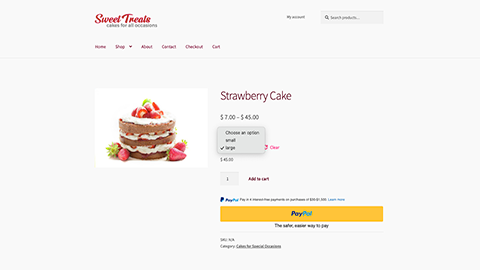 Sweet Treats
cakes for all occasions
My account
Search products...
Home Shop About Contact Checkout Cart
Strawberry Cake
$ 7.00 – $ 45.00
Choose an option
small
✓ large
Clear
$ 45.00
1 Add to cart
PayPal Pay in 4 interest-free payments on purchases of $30-$1,500. Learn more
PayPal
The safer, easier way to pay
SKU: N/A
Category: Cakes for Special Occasions